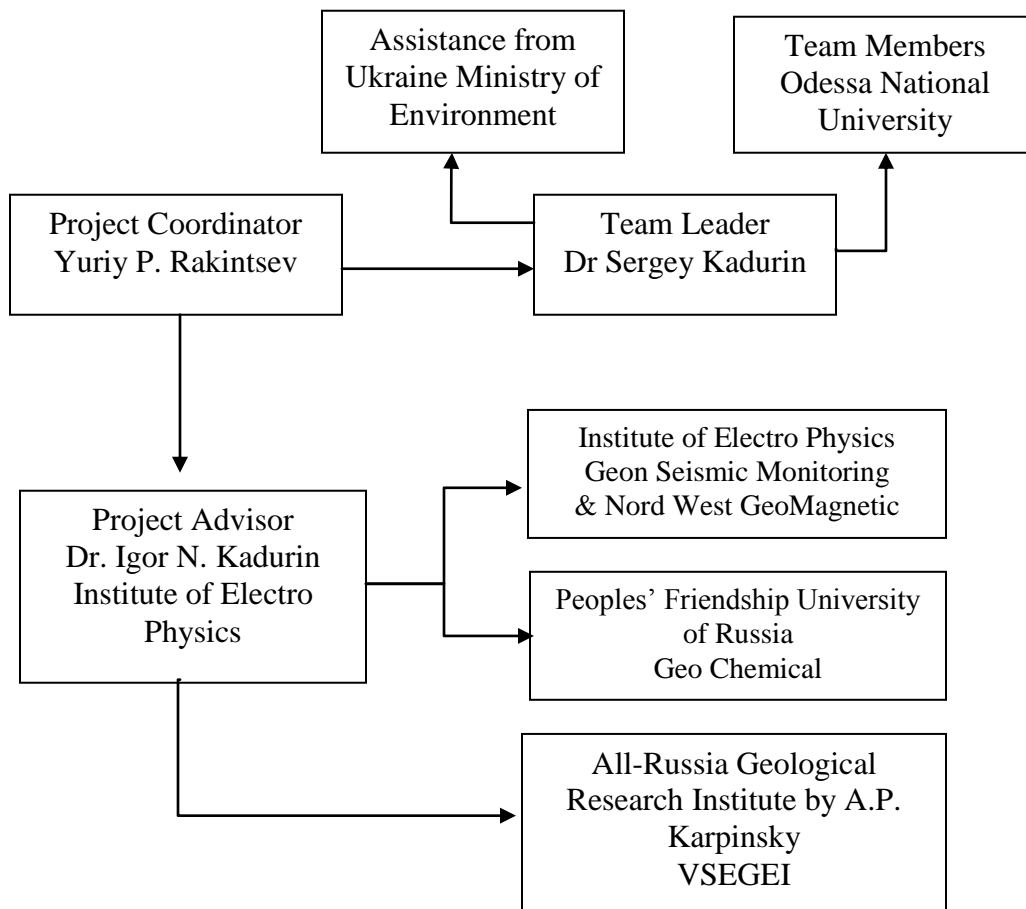 Assistance from
Ukraine Ministry of
Environment
Team Members
Odessa National
University
Project Coordinator
Yuriy P. Rakintsev
Team Leader
Dr Sergey Kadurin
Institute of Electro Physics
Geon Seismic Monitoring
& Nord West GeoMagnetic
Project Advisor
Dr. Igor N. Kadurin
Institute of Electro
Physics
Peoples’ Friendship University
of Russia
Geo Chemical
All-Russia Geological
Research Institute by A.P.
Karpinsky
VSEGEI